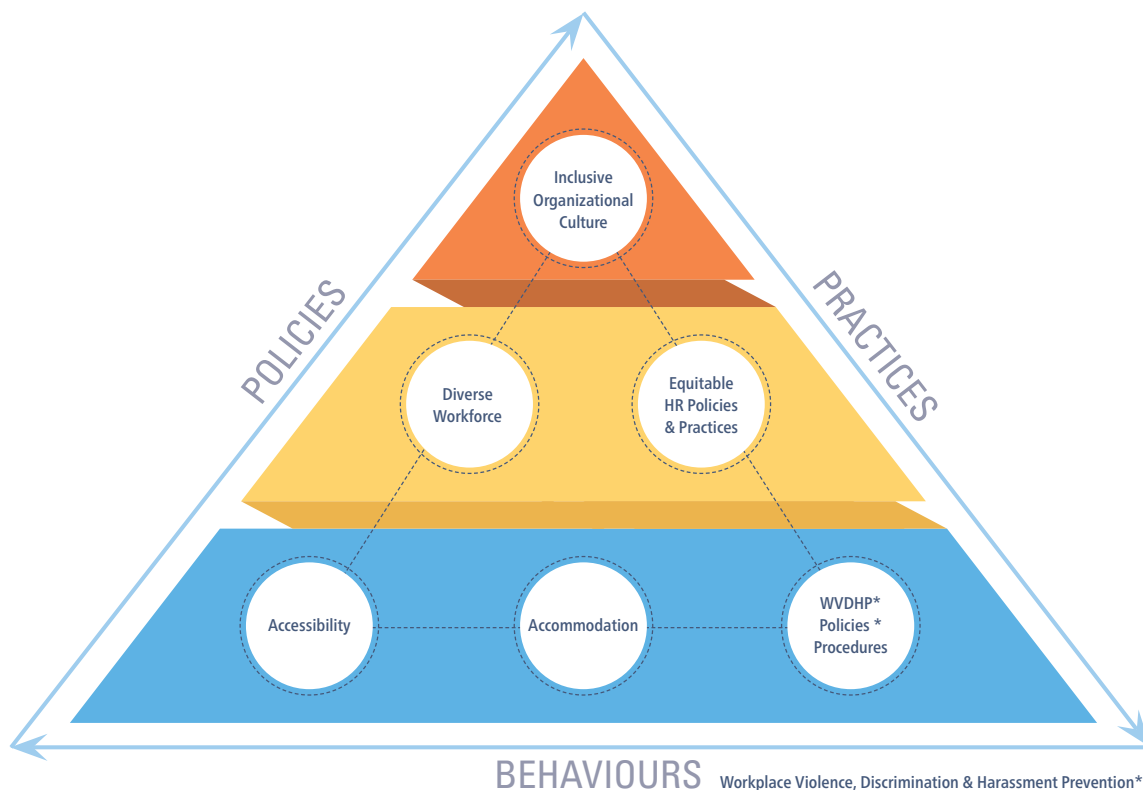 Inclusive
Organizational
Culture
POLICIES
PRACTICES
Diverse
Workforce
Equitable
HR Policies
& Practices
Accessibility
Accommodation
WVDHP*
Policies *
Procedures
BEHAVIOURS
Workplace Violence, Discrimination & Harassment Prevention*